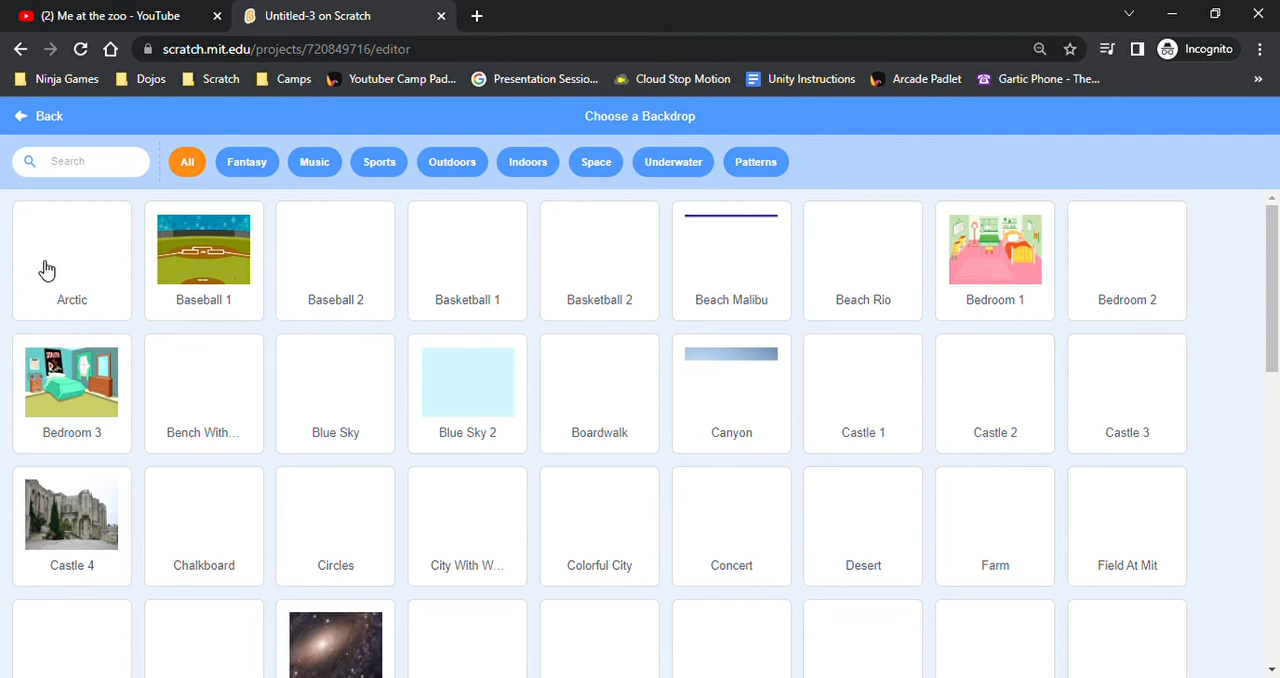 (2) Me at the zoo - YouTube
Untitled-3 on Scratch
scratch.mit.edu/projects/720849716/editor
Incognito
Ninja Games
Dojos
Scratch
Camps
Youtuber Camp Pad...
Presentation Sessio...
Cloud Stop Motion
Unity Instructions
Arcade Padlet
Gartic Phone - The...
»
Back
Choose a Backdrop
Search
All
Fantasy
Music
Sports
Outdoors
Indoors
Space
Underwater
Patterns
Arctic
Baseball 1
Baseball 2
Basketball 1
Basketball 2
Beach Malibu
Beach Rio
Bedroom 1
Bedroom 2
Bedroom 3
Bench With...
Blue Sky
Blue Sky 2
Boardwalk
Canyon
Castle 1
Castle 2
Castle 3
Castle 4
Chalkboard
Circles
City With W...
Colorful City
Concert
Desert
Farm
Field At Mit